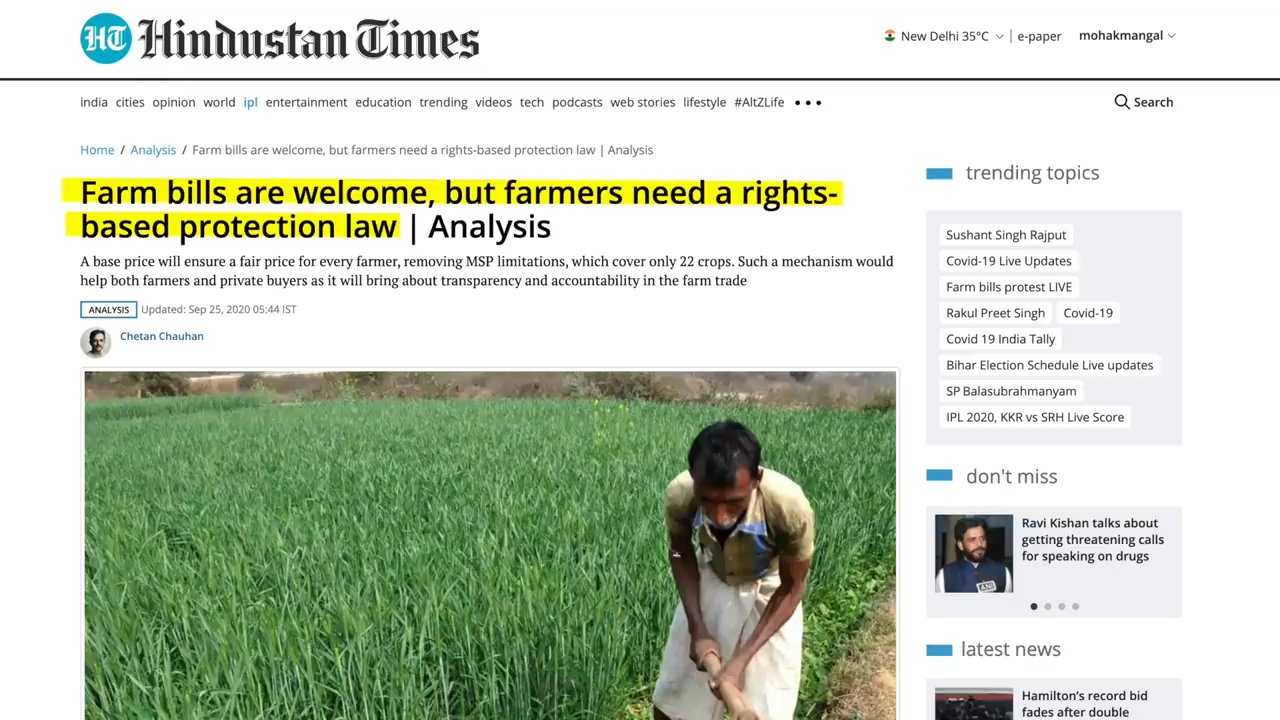 HT Hindustan Times
New Delhi 35°C | e-paper mohakmangal
india cities opinion world ipl entertainment education trending videos tech podcasts web stories lifestyle #AltZLife
Search
Home / Analysis / Farm bills are welcome, but farmers need a rights-based protection law | Analysis
Farm bills are welcome, but farmers need a rights-
based protection law | Analysis
A base price will ensure a fair price for every farmer, removing MSP limitations, which cover only 22 crops. Such a mechanism would
help both farmers and private buyers as it will bring about transparency and accountability in the farm trade
ANALYSIS Updated: Sep 25, 2020 05:44 IST
Chetan Chauhan
trending topics
Sushant Singh Rajput
Covid-19 Live Updates
Farm bills protest LIVE
Rakul Preet Singh Covid-19
Covid 19 India Tally
Bihar Election Schedule Live updates
SP Balasubrahmanyam
IPL 2020, KKR vs SRH Live Score
don't miss
Ravi Kishan talks about
getting threatening calls
for speaking on drugs
ANI
latest news
Hamilton's record bid
fades after double